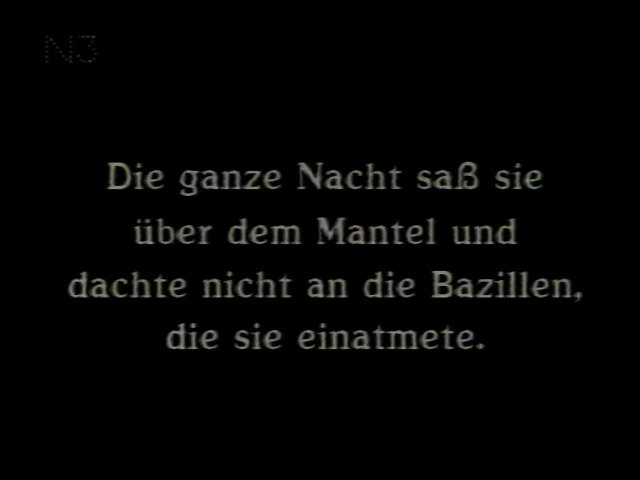 N3
Die ganze Nacht saß sie
über dem Mantel und
dachte nicht an die Bazillen,
die sie einatmete.